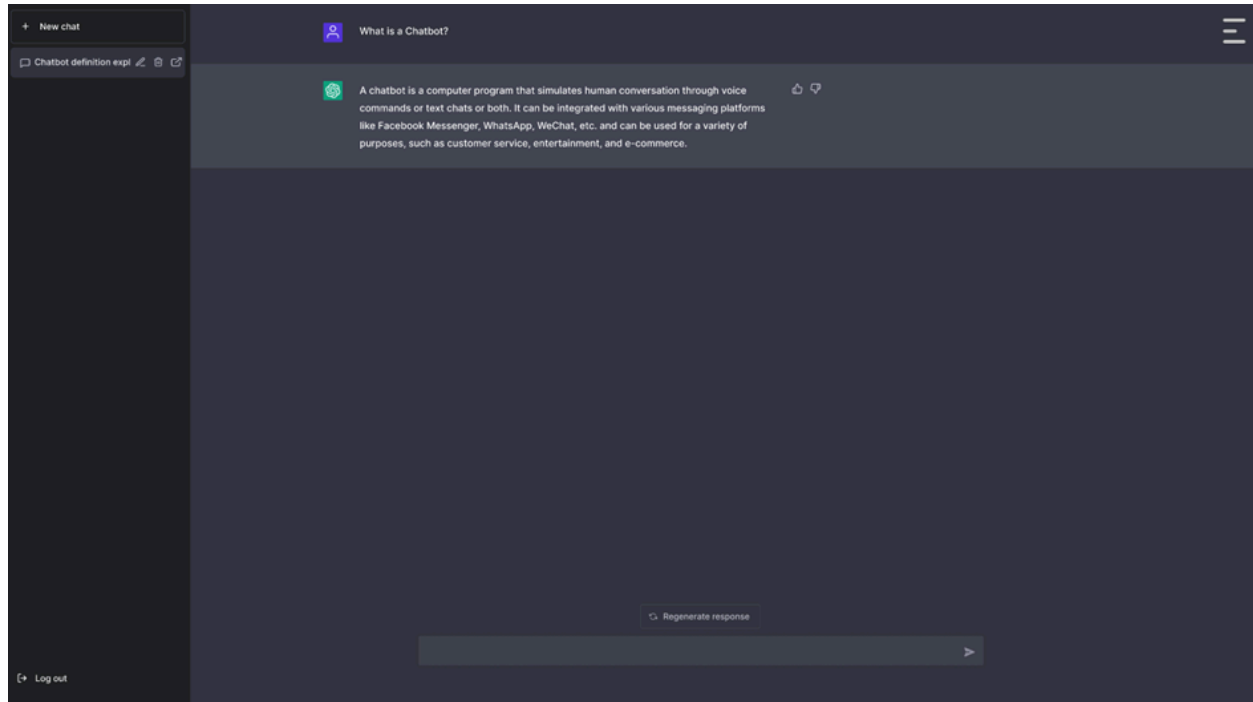 + New chat
Chatbot definition expl
What is a Chatbot?
A chatbot is a computer program that simulates human conversation through voice
commands or text chats or both. It can be integrated with various messaging platforms
like Facebook Messenger, WhatsApp, WeChat, etc. and can be used for a variety of
purposes, such as customer service, entertainment, and e-commerce.
Regenerate response
Log out